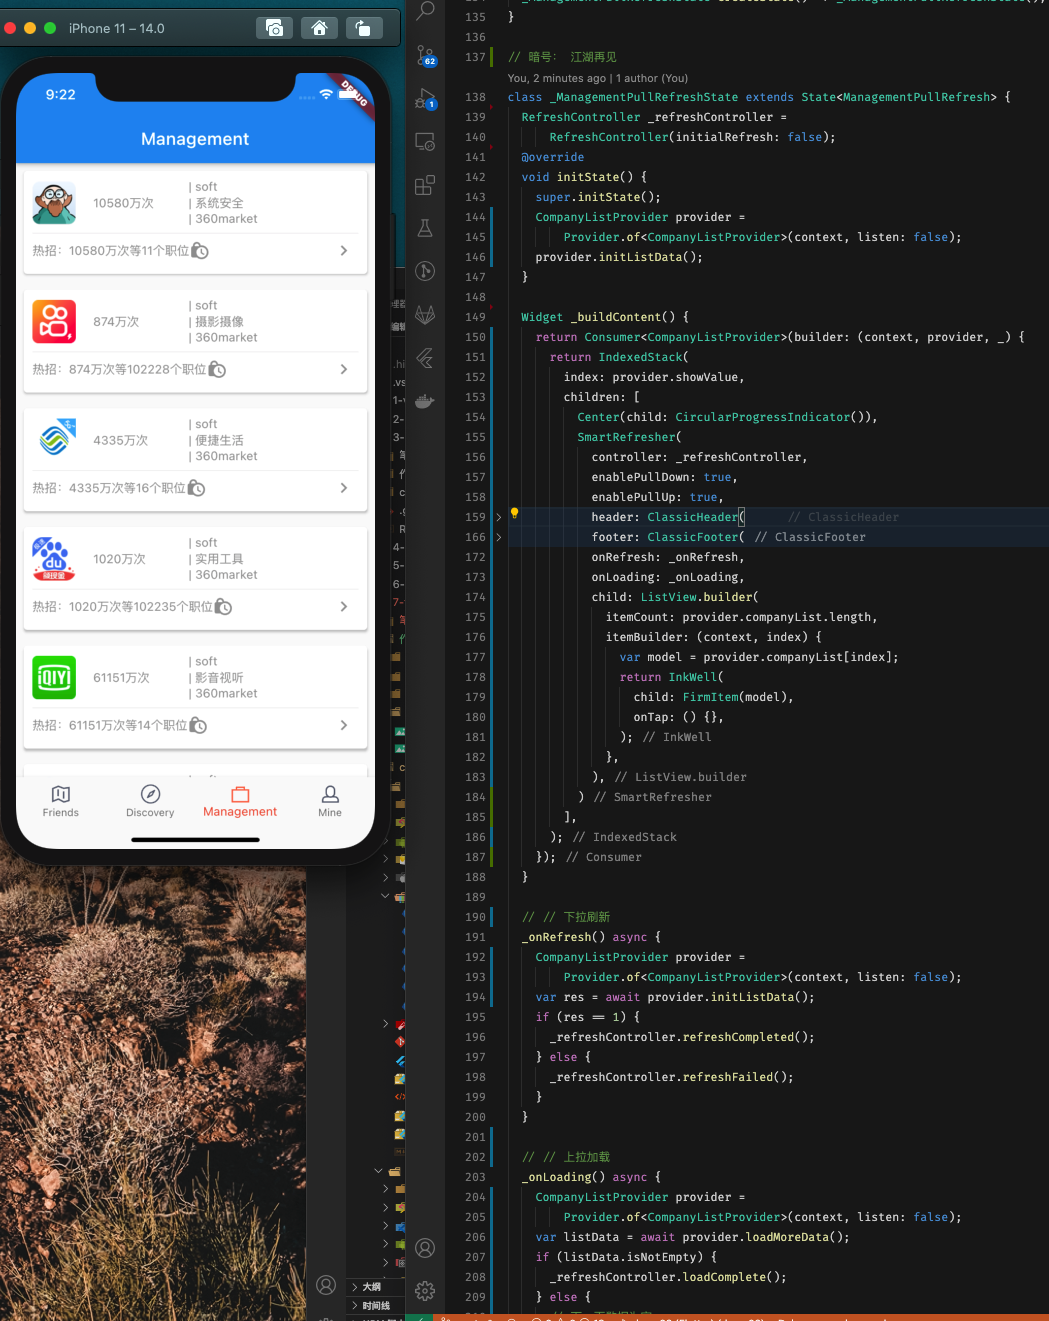 iPhone 11 – 14.0
9:22
DEBUG
Management
10580万次
| soft
| 系统安全
| 360market
热招：10580万次等11个职位
874万次
| soft
| 摄影摄像
| 360market
热招：874万次等102228个职位
4335万次
| soft
| 便捷生活
| 360market
热招：4335万次等16个职位
du
1020万次
| soft
| 实用工具
| 360market
热招：1020万次等102235个职位
QIYI
61151万次
| soft
| 影音视听
| 360market
热招：61151万次等14个职位
Friends
Discovery
Management
Mine
62
1
大纲
时间线
135 }
136
137 // 暗号： 江湖再见
You, 2 minutes ago | 1 author (You)
138 class _ManagementPullRefreshState extends State<ManagementPullRefresh> {
139 RefreshController _refreshController =
140 RefreshController(initialRefresh: false);
141 @override
142 void initState() {
143 super.initState();
144 CompanyListProvider provider =
145 Provider.of<CompanyListProvider>(context, listen: false);
146 provider.initListData();
147 }
148
149 Widget _buildContent() {
150 return Consumer<CompanyListProvider>(builder: (context, provider, _) {
151 return IndexedStack(
152 index: provider.showValue,
153 children: [
154 Center(child: CircularProgressIndicator()),
155 SmartRefresher(
156 controller: _refreshController,
157 enablePullDown: true,
158 enablePullUp: true,
159 header: ClassicHeader( // ClassicHeader
166 footer: ClassicFooter( // ClassicFooter
172 onRefresh: _onRefresh,
173 onLoading: _onLoading,
174 child: ListView.builder(
175 itemCount: provider.companyList.length,
176 itemBuilder: (context, index) {
177 var model = provider.companyList[index];
178 return InkWell(
179 child: FirmItem(model),
180 onTap: () {},
181 ); // InkWell
182 },
183 ), // ListView.builder
184 ) // SmartRefresher
185 ],
186 ); // IndexedStack
187 }); // Consumer
188 }
189
190 // // 下拉刷新
191 _onRefresh() async {
192 CompanyListProvider provider =
193 Provider.of<CompanyListProvider>(context, listen: false);
194 var res = await provider.initListData();
195 if (res == 1) {
196 _refreshController.refreshCompleted();
197 } else {
198 _refreshController.refreshFailed();
199 }
200 }
201
202 // // 上拉加载
203 _onLoading() async {
204 CompanyListProvider provider =
205 Provider.of<CompanyListProvider>(context, listen: false);
206 var listData = await provider.loadMoreData();
207 if (listData.isNotEmpty) {
208 _refreshController.loadComplete();
209 } else {